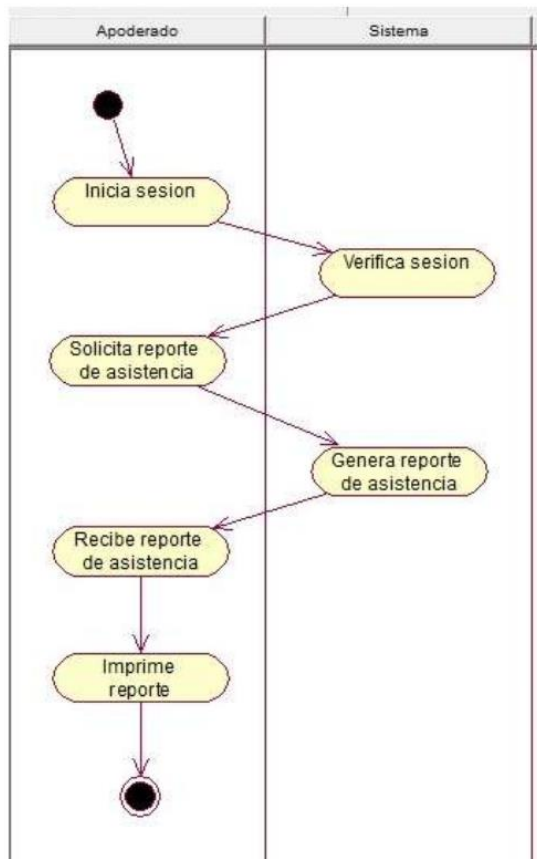 Apoderado
Sistema
Inicia sesion
Verifica sesion
Solicita reporte
de asistencia
Genera reporte
de asistencia
Recibe reporte
de asistencia
Imprime
reporte